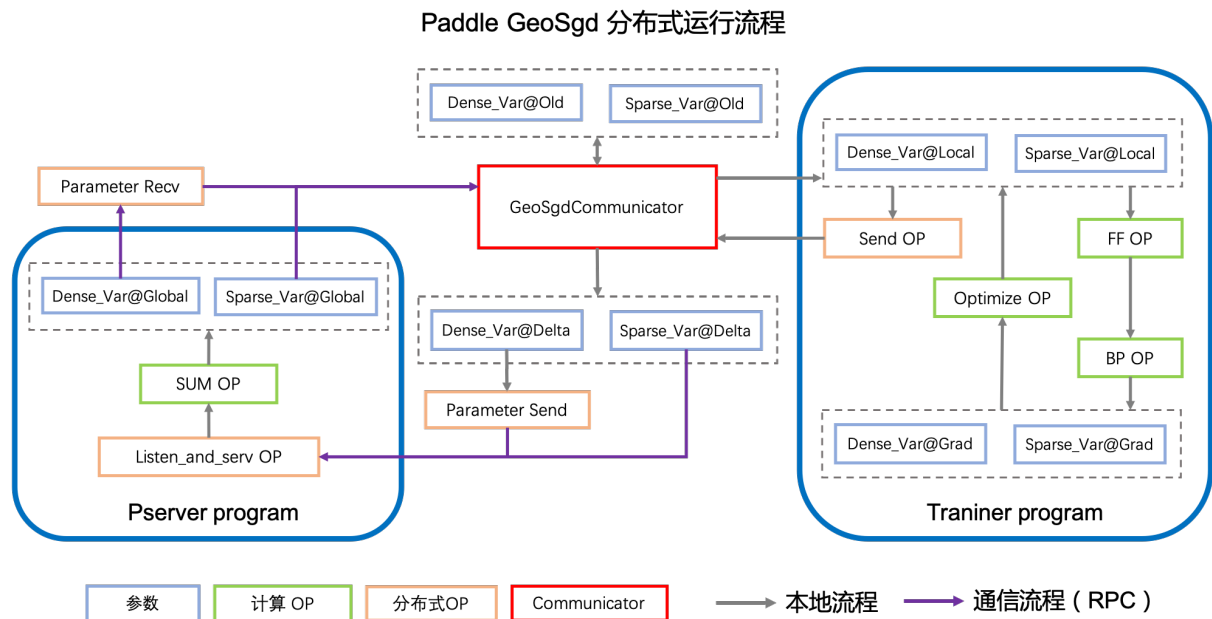 Paddle GeoSgd 分布式运行流程
Dense_Var@Old
Sparse_Var@Old
Dense_Var@Local
Sparse_Var@Local
Parameter Recv
GeoSgdCommunicator
Send OP
FF OP
Dense_Var@Global
Sparse_Var@Global
Optimize OP
Dense_Var@Delta
Sparse_Var@Delta
BP OP
SUM OP
Parameter Send
Dense_Var@Grad
Sparse_Var@Grad
Listen_and_serv OP
Pserver program
Traniner program
参数
计算 OP
分布式OP
Communicator
本地流程
通信流程（RPC）